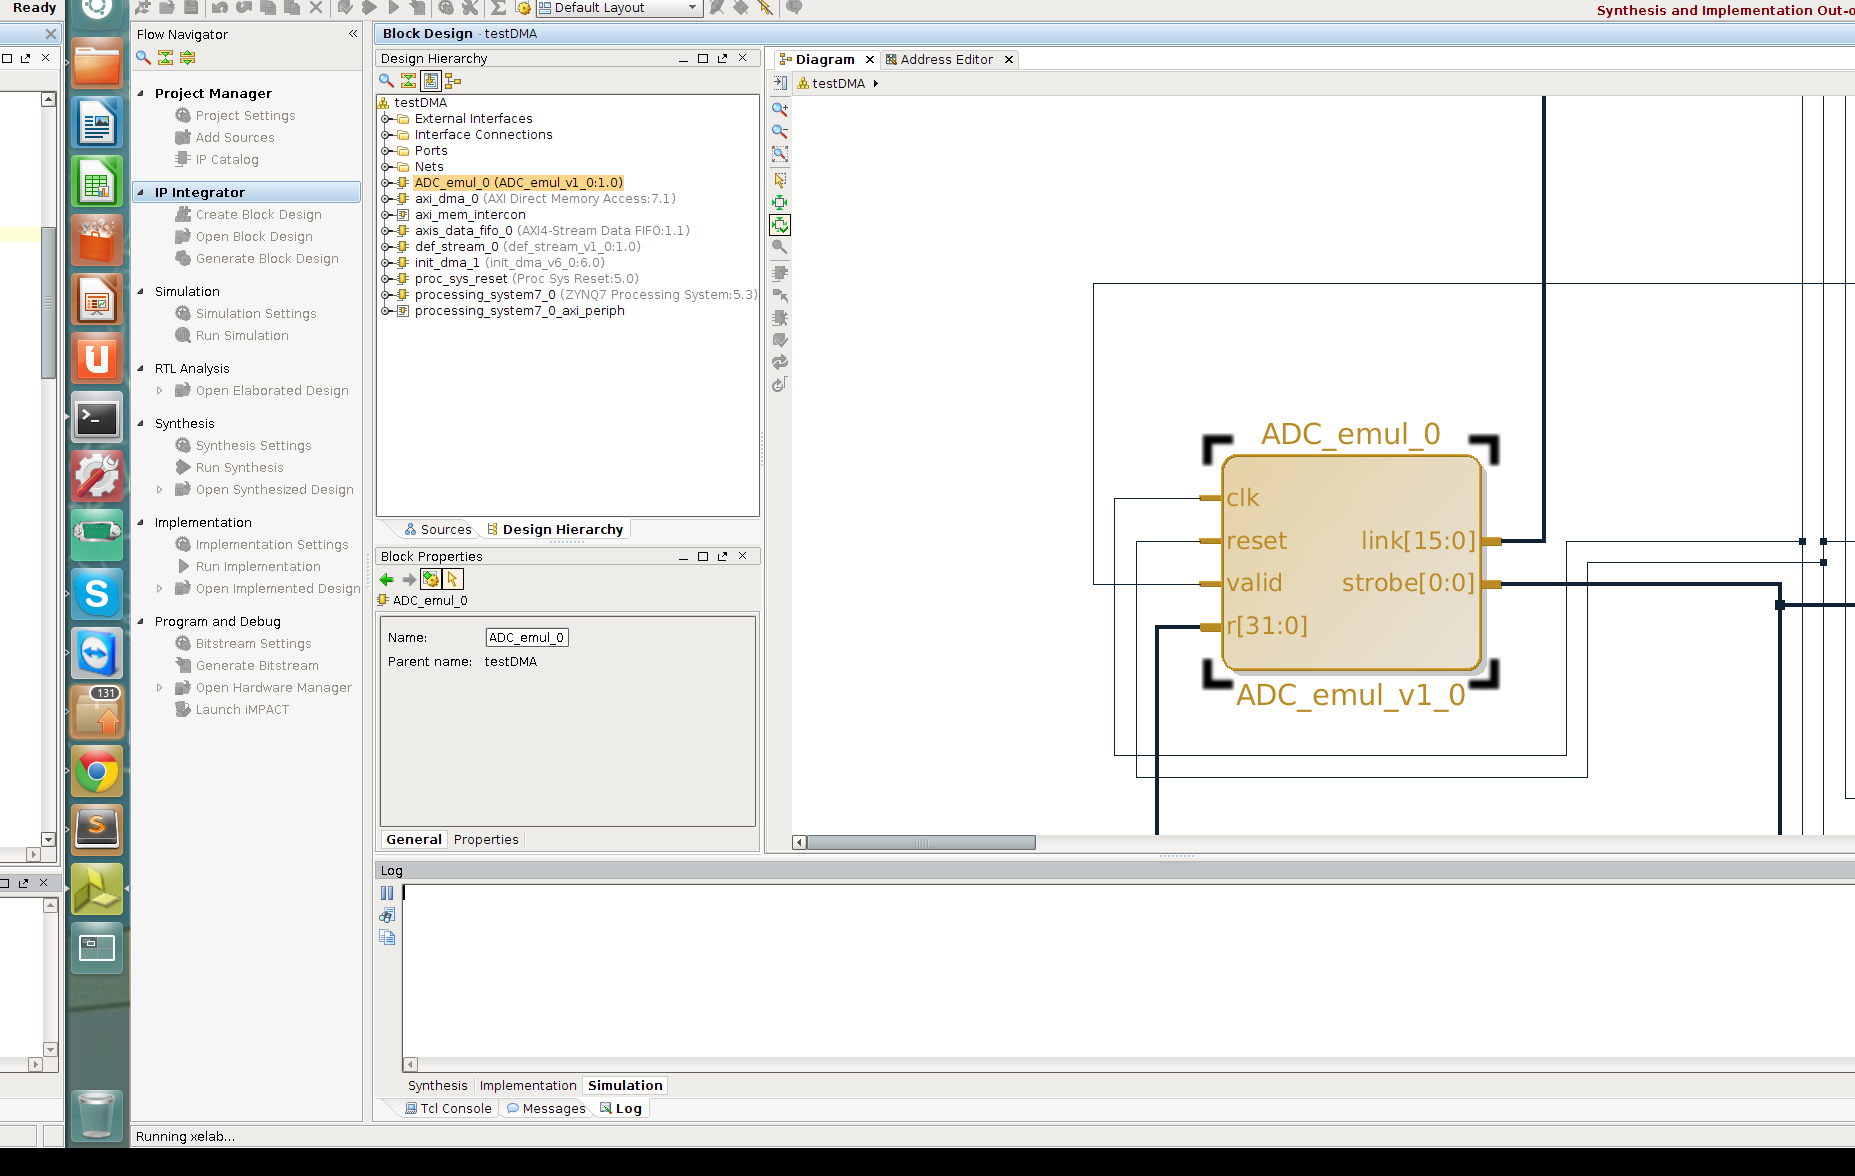 Ready
Default Layout
Synthesis and Implementation Out-o
Flow Navigator
Project Manager
Project Settings
Add Sources
IP Catalog
IP Integrator
Create Block Design
Open Block Design
Generate Block Design
Simulation
Simulation Settings
Run Simulation
RTL Analysis
Open Elaborated Design
Synthesis
Synthesis Settings
Run Synthesis
Open Synthesized Design
Implementation
Implementation Settings
Run Implementation
Open Implemented Design
Program and Debug
Bitstream Settings
Generate Bitstream
Open Hardware Manager
Launch iMPACT
131
Block Design - testDMA
Design Hierarchy
testDMA
External Interfaces
Interface Connections
Ports
Nets
ADC_emul_0 (ADC_emul_v1_0:1.0)
axi_dma_0 (AXI Direct Memory Access:7.1)
axi_mem_intercon
axis_data_fifo_0 (AXI4-Stream Data FIFO:1.1)
def_stream_0 (def_stream_v1_0:1.0)
init_dma_1 (init_dma_v6_0:6.0)
proc_sys_reset (Proc Sys Reset:5.0)
processing_system7_0 (ZYNQ7 Processing System:5.3)
processing_system7_0_axi_periph
Sources Design Hierarchy
Block Properties
ADC_emul_0
Name: ADC_emul_0
Parent name: testDMA
General Properties
Diagram Address Editor
testDMA
ADC_emul_0
clk
reset link[15:0]
valid strobe[0:0]
r[31:0]
ADC_emul_v1_0
Log
Synthesis Implementation Simulation
Tcl Console Messages Log
Running xelab...